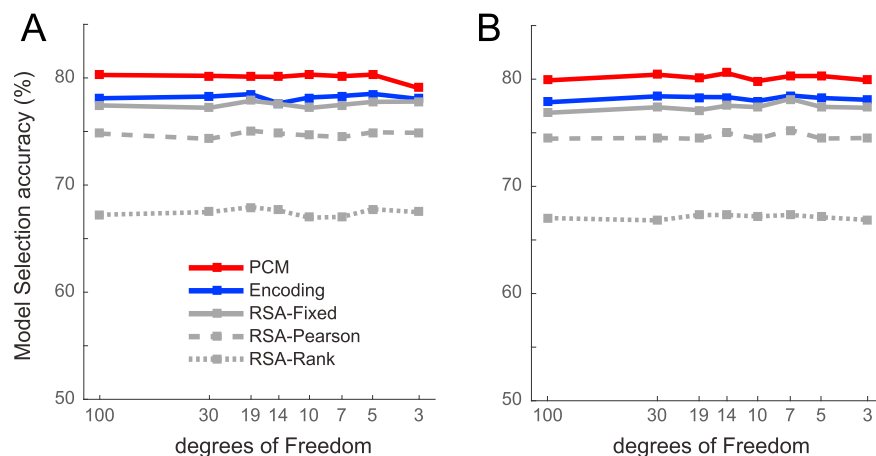 A
B
Model Selection accuracy (%)
80
70
60
50
PCM
Encoding
RSA-Fixed
RSA-Pearson
RSA-Rank
100 30 19 14 10 7 5 3
degrees of Freedom
80
70
60
50
100 30 19 14 10 7 5 3
degrees of Freedom